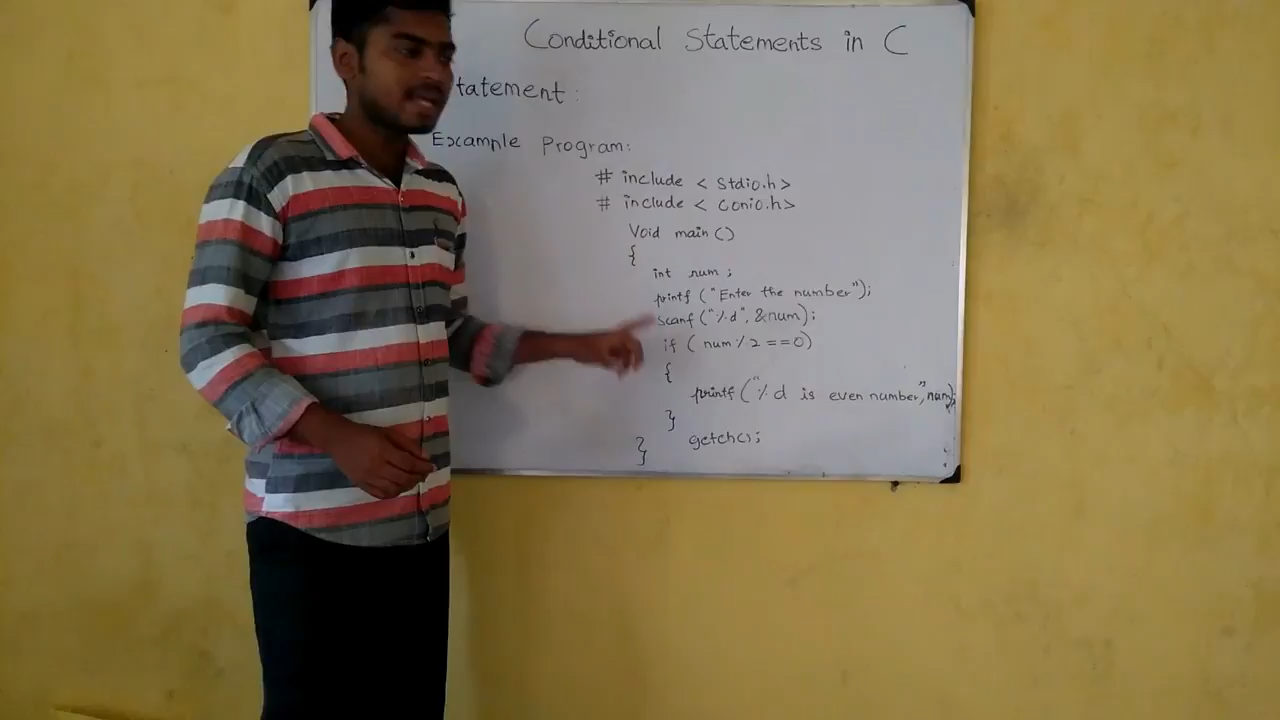 Conditional Statements in C
tatement:
Example Program:
# include < stdio.h>
# include < conio.h>
Void main ()
{
int num ;
printf ("Enter the number");
scanf ("%d", &num);
if ( num % 2 ==0)
{
printf ("%d is even number",num);
}
getch();
}